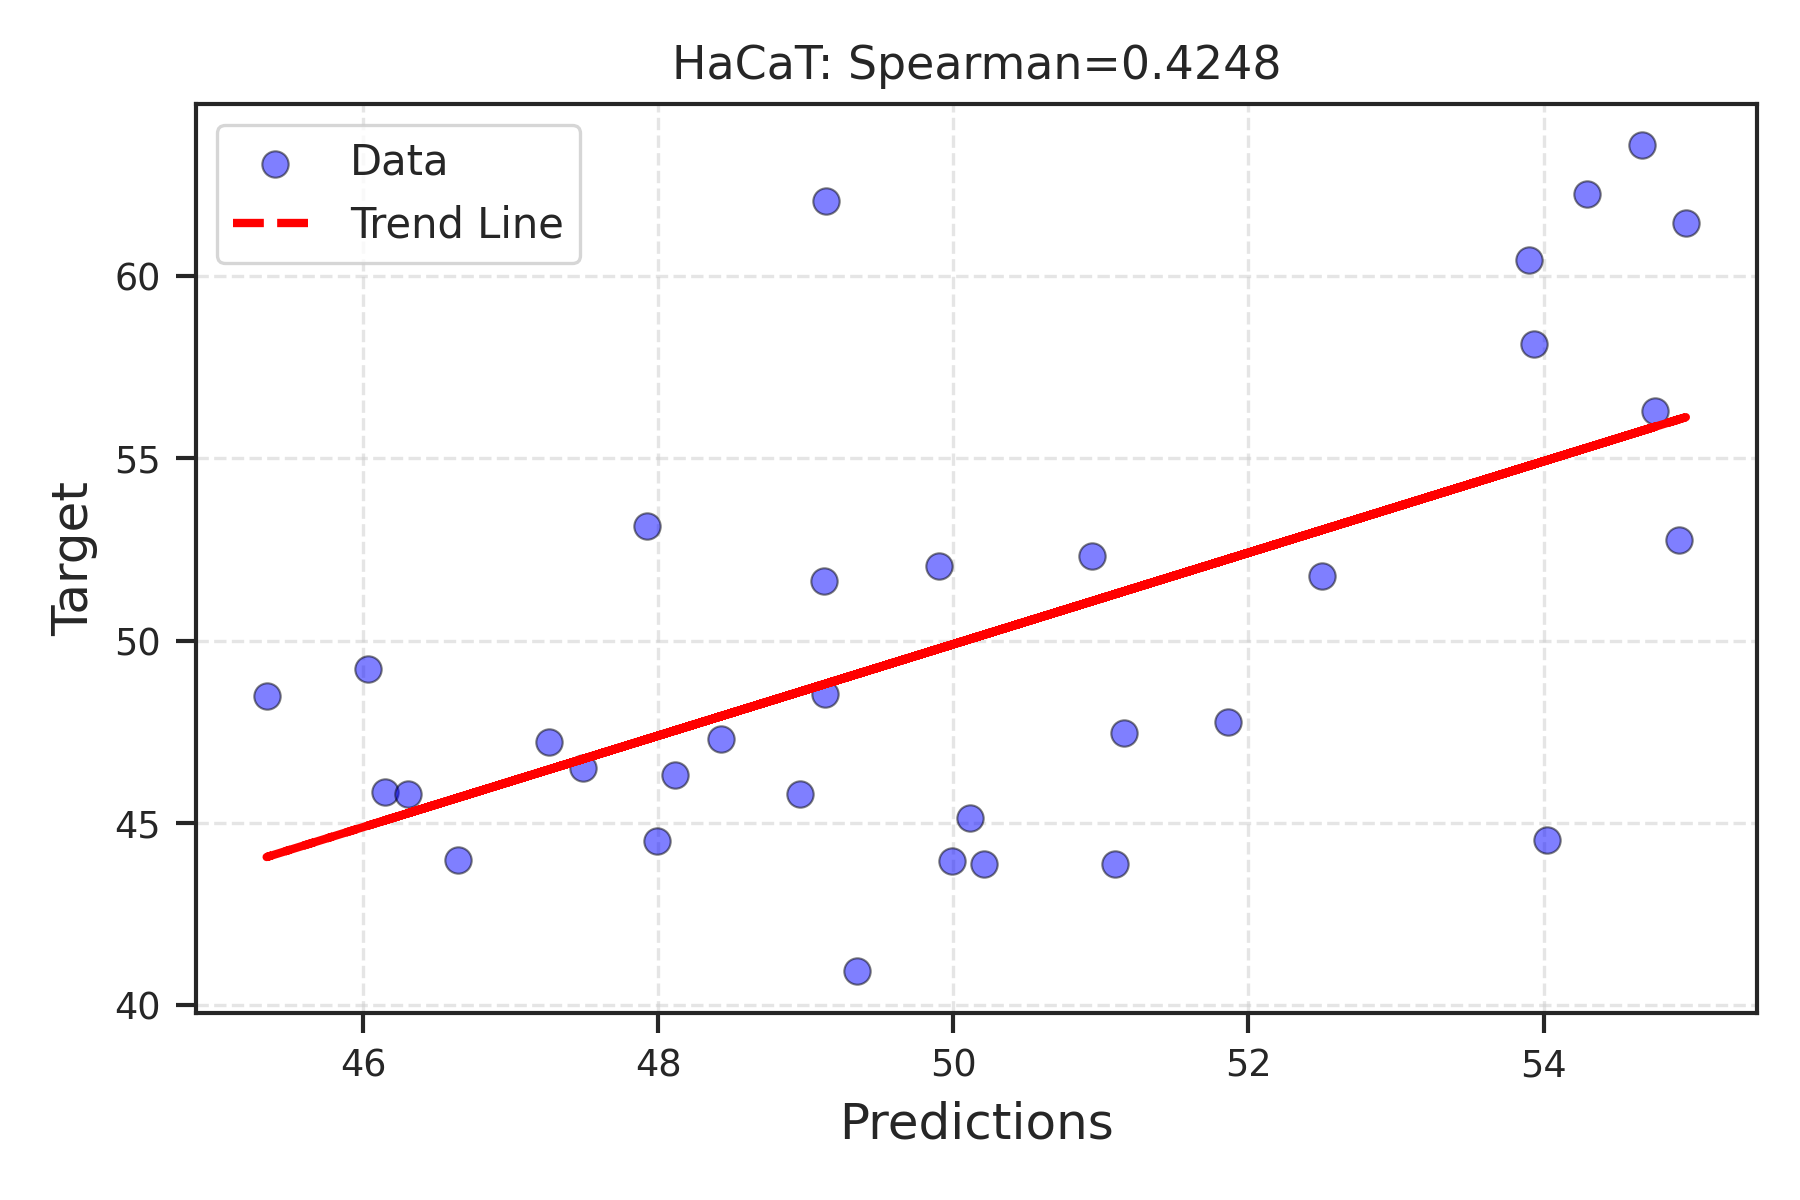 HaCaT: Spearman=0.4248
Data
Trend Line
60
55
50
45
40
Target
46 48 50 52 54
Predictions